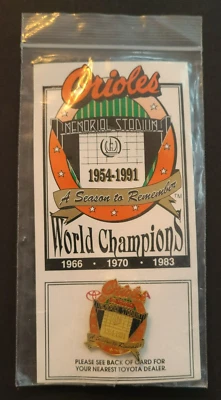 Orioles
MEMORIAL STADIUM
1954-1991
A Season to Remember
TM
World Champions
1966 • 1970 • 1983
PLEASE SEE BACK OF CARD FOR
YOUR NEAREST TOYOTA DEALER.